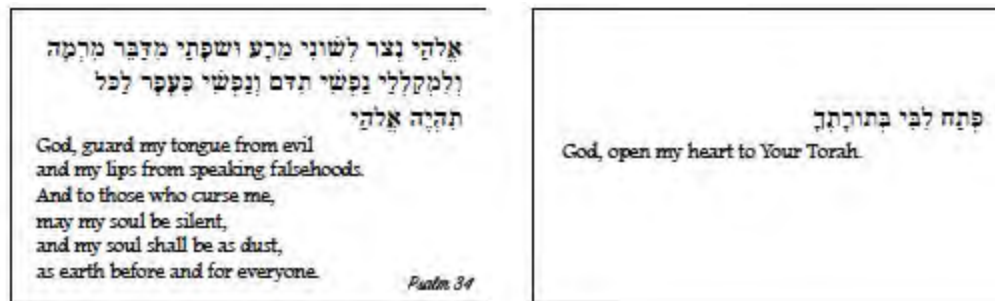 אֱלֹהַי נְצֹר לְשׁוֹנִי מֵרָע וּשׂפָתַי מִדַּבֵּר מִרְמָה
וְלִמְקַלְלַי נַפְשִׁי תִדֹּם וְנַפְשִׁי כְּעָפָר לַכֹּל
תִּהְיֶה אֱלֹהַי
God, guard my tongue from evil
and my lips from speaking falsehoods.
And to those who curse me,
may my soul be silent,
and my soul shall be as dust,
as earth before and for everyone.
Psalm 34
פְּתַח לִבִּי בְּתוֹרָתֶךָ
God, open my heart to Your Torah.